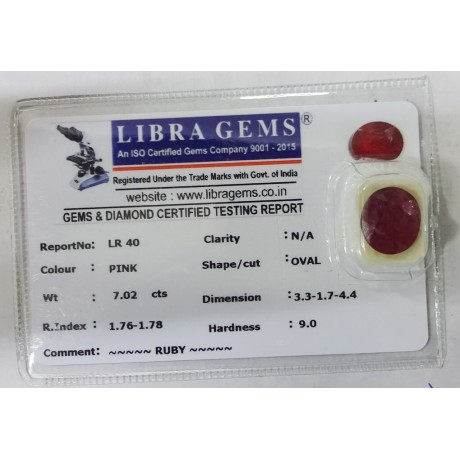 LIBRA GEMS ®
An ISO Certified Gems Company 9001 - 2015
Registered Under the Trade Marks with Govt. of India
website : www.libragems.co.in
GEMS & DIAMOND CERTIFIED TESTING REPORT
ReportNo: LR 40 Clarity : N/A
Colour : PINK Shape/cut : OVAL
Wt : 7.02 cts Dimension : 3.3-1.7-4.4
R.Index : 1.76-1.78 Hardness : 9.0
Comment: ~~~~~ RUBY ~~~~~